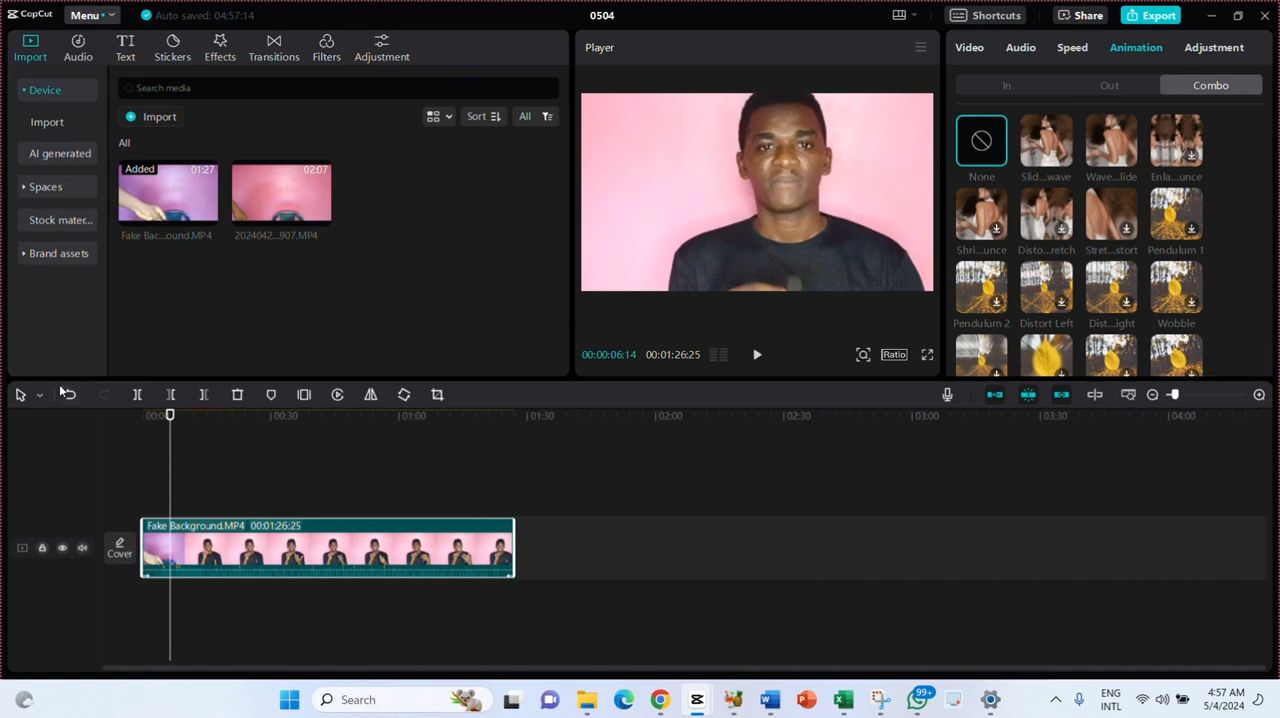 CapCut
Menu
Auto saved: 04:57:14
0504
Shortcuts
Share
Export
Import
Audio
Text
Stickers
Effects
Transitions
Filters
Adjustment
Device
Import
AI generated
Spaces
Stock mater...
Brand assets
Search media
Import
Sort
All
All
Added
01:27
02:07
Fake Bac...ound.MP4
2024042...907.MP4
Player
00:00:06:14
00:01:26:25
Ratio
Video
Audio
Speed
Animation
Adjustment
In
Out
Combo
None
Slid...wave
Wave...lide
Enla...unce
Shri...unce
Disto...retch
Stret...stort
Pendulum 1
Pendulum 2
Distort Left
Dist...ight
Wobble
00:30
01:00
01:30
02:00
02:30
03:00
03:30
04:00
Fake Background.MP4 00:01:26:25
Cover
Search
99+
ENG
INTL
4:57 AM
5/4/2024